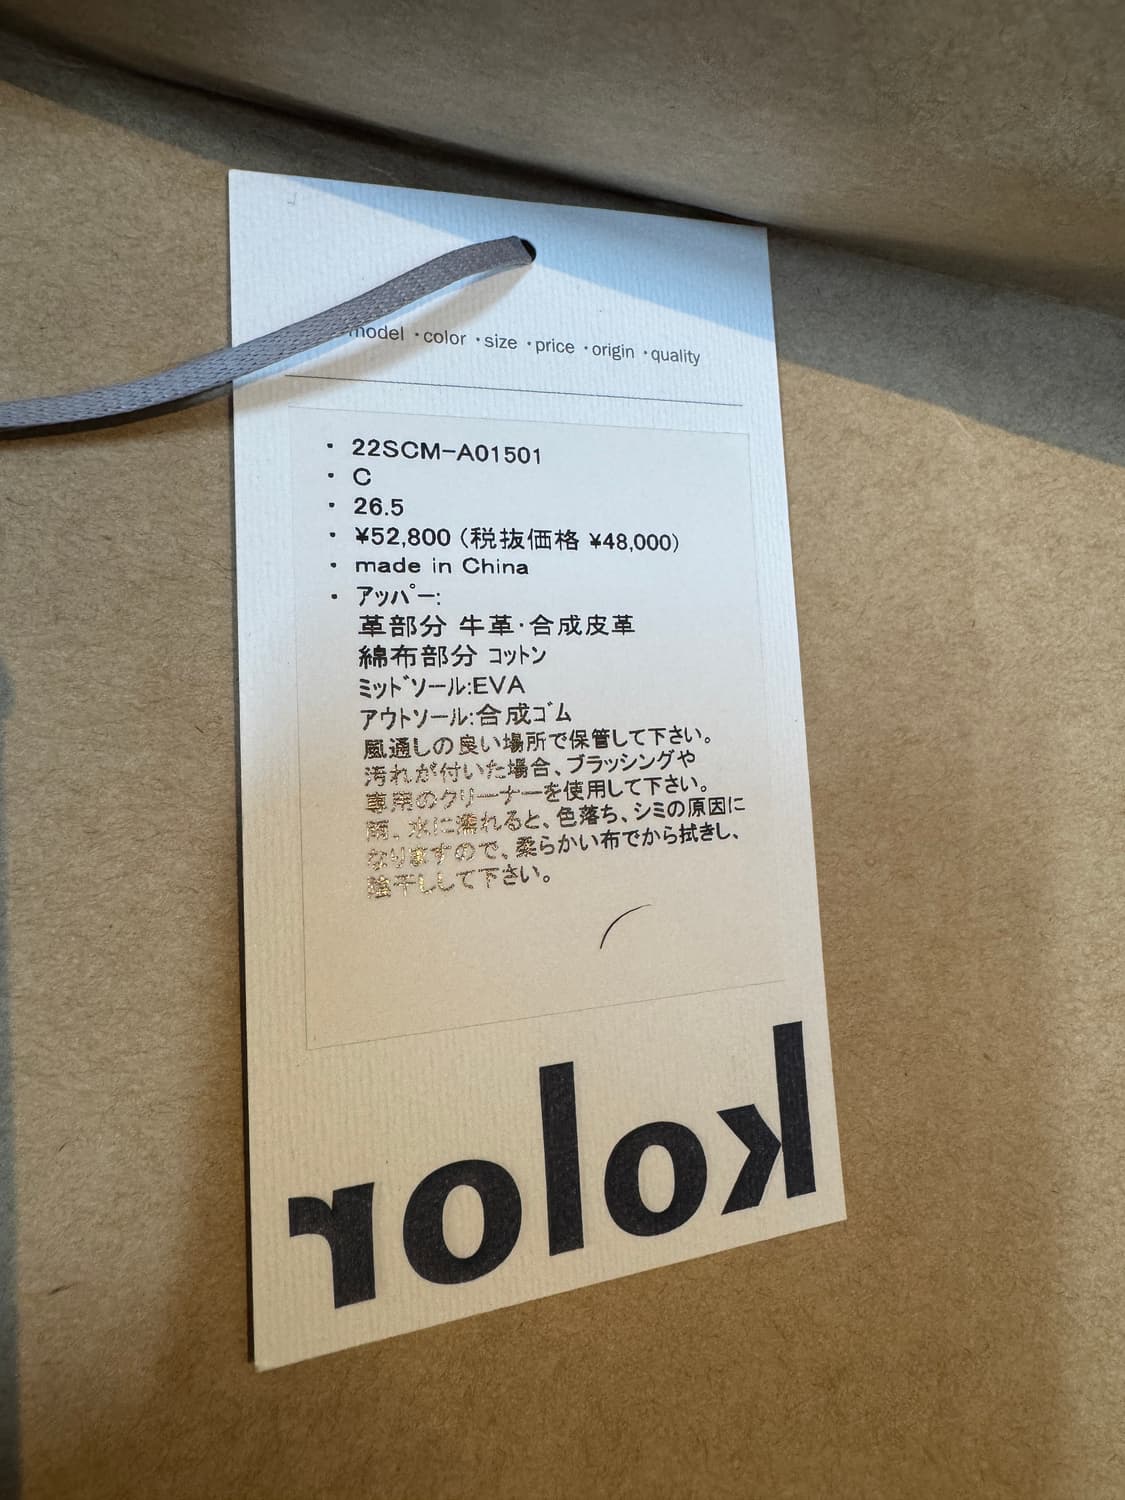 model ・color ・size ・price ・origin ・quality
・ 22SCM-A01501
・ C
・ 26.5
・ ¥52,800 (税抜価格 ¥48,000)
・ made in China
・ アッパー:
革部分 牛革・合成皮革
綿布部分 コットン
ミッドソール:EVA
アウトソール:合成ゴム
風通しの良い場所で保管して下さい。
汚れが付いた場合、ブラッシングや
専用のクリーナーを使用して下さい。
雨、水に濡れると、色落ち、シミの原因に
なりますので、柔らかい布でから拭きし、
陰干しして下さい。
kolor